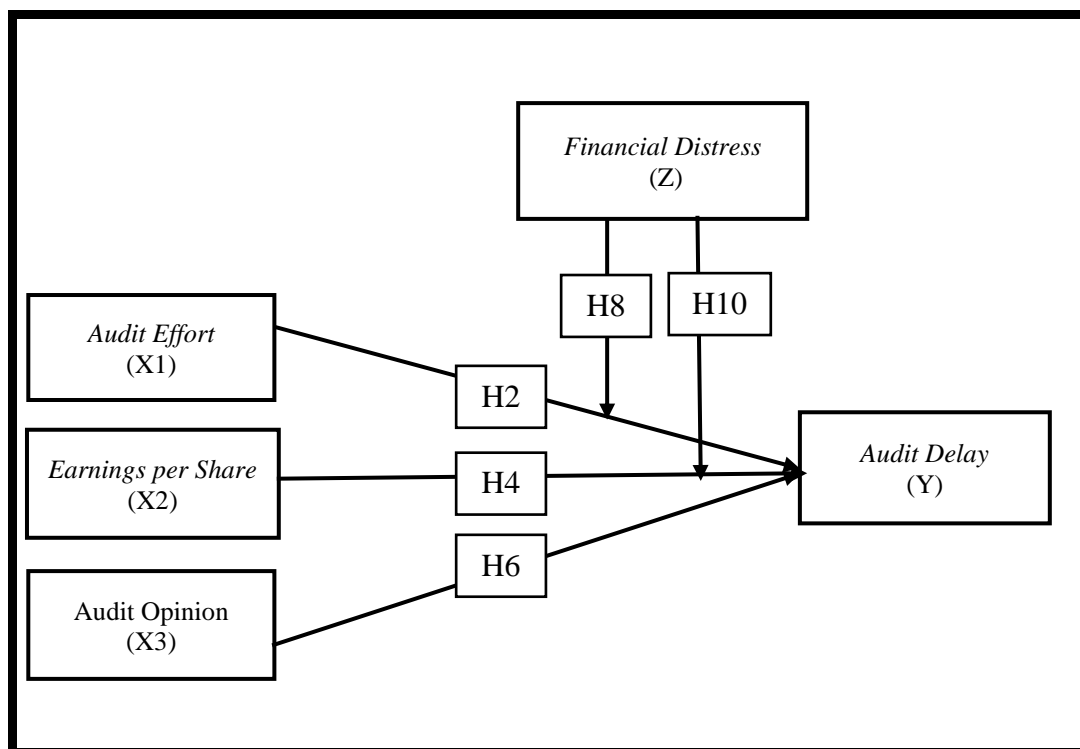 Financial Distress
(Z)
H8
H10
Audit Effort
(X1)
H2
Earnings per Share
(X2)
H4
Audit Delay
(Y)
H6
Audit Opinion
(X3)